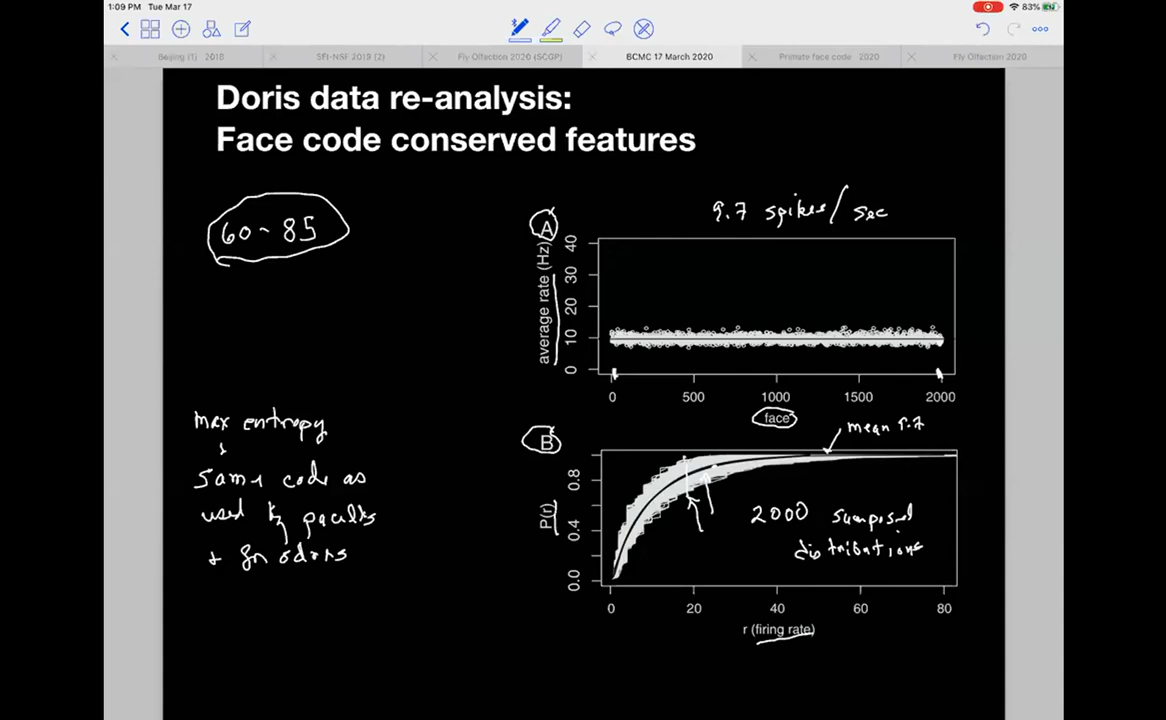 1:09 PM Tue Mar 17
83%
Beijing (1) 2018
SFI-NSF 2019 (2)
Fly Olfaction 2020 (SCGP)
BCMC 17 March 2020
Primate face code 2020
Fly Olfaction 2020
Doris data re-analysis:
Face code conserved features
60 - 85
9.7 spikes/sec
A
average rate (Hz)
40
30
20
10
0
0 500 1000 1500 2000
face
mean 9.7
B
P(r)
0.8
0.4
0.0
2000
distributions
0 20 40 60 80
r (firing rate)
max entropy
same code as
used by
+ for odors